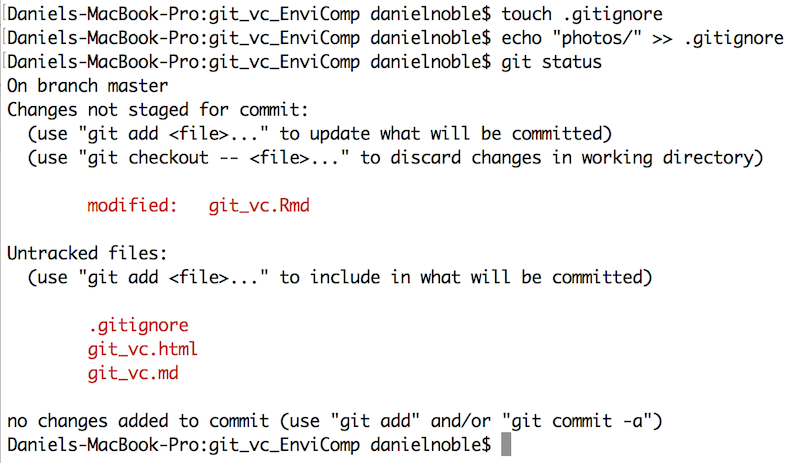 [Daniels-MacBook-Pro:git_vc_EnviComp danielnoble$ touch .gitignore
[Daniels-MacBook-Pro:git_vc_EnviComp danielnoble$ echo "photos/" >> .gitignore
[Daniels-MacBook-Pro:git_vc_EnviComp danielnoble$ git status
On branch master
Changes not staged for commit:
  (use "git add <file>..." to update what will be committed)
  (use "git checkout -- <file>..." to discard changes in working directory)
        modified:   git_vc.Rmd
Untracked files:
  (use "git add <file>..." to include in what will be committed)
        .gitignore
        git_vc.html
        git_vc.md
no changes added to commit (use "git add" and/or "git commit -a")
Daniels-MacBook-Pro:git_vc_EnviComp danielnoble$